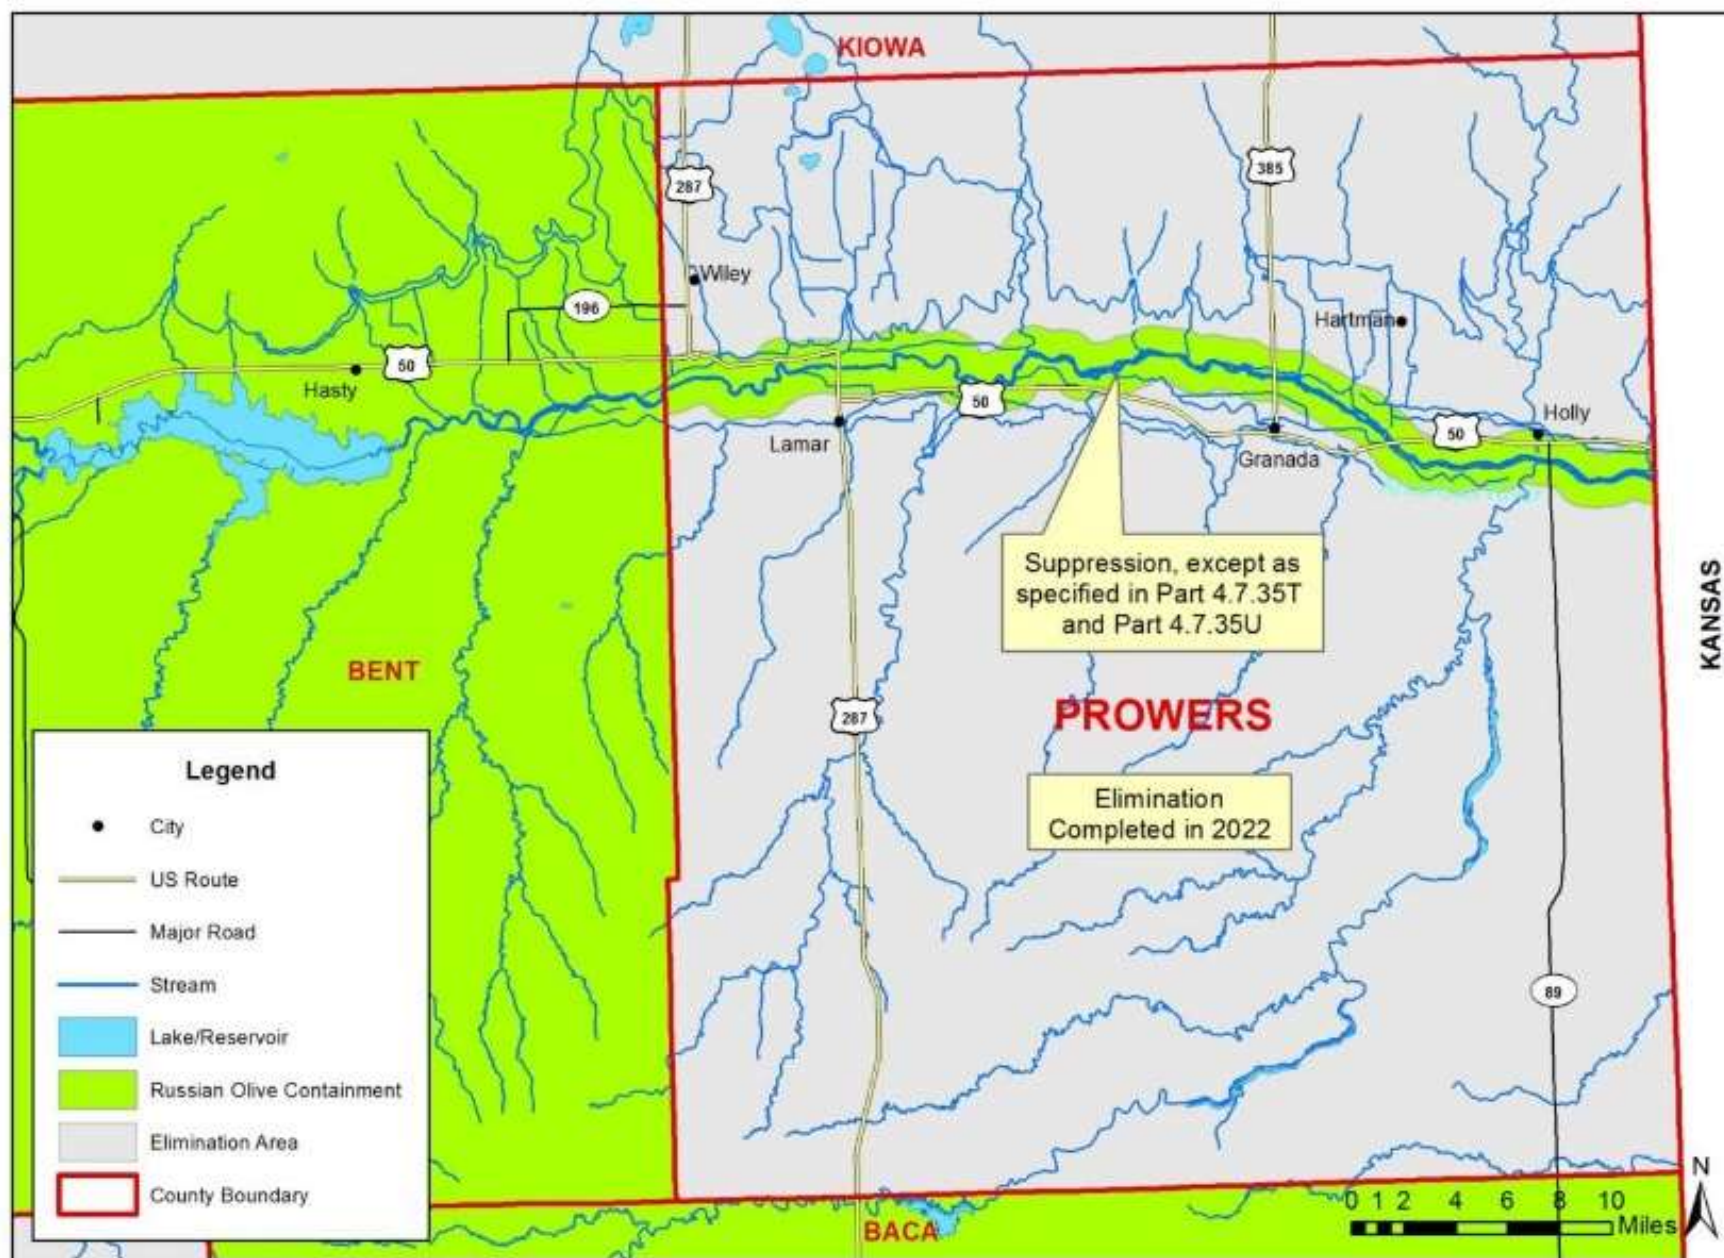 KIOWA
287
385
Wiley
196
Hartman
50
Hasty
50
Lamar
50
Holly
Granada
Suppression, except as
specified in Part 4.7.35T
and Part 4.7.35U
KANSAS
BENT
287
PROWERS
Elimination
Completed in 2022
89
Legend
City
US Route
Major Road
Stream
Lake/Reservoir
Russian Olive Containment
Elimination Area
County Boundary
N
0 1 2 4 6 8 10
Miles
BACA